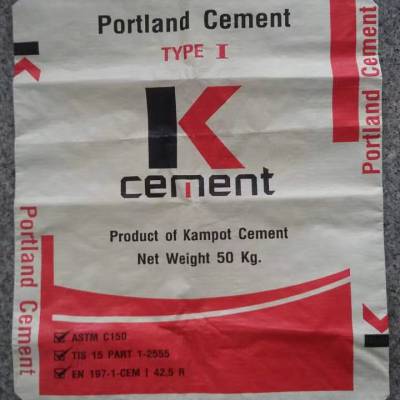 Portland Cement
TYPE I
K
cement
Product of Kampot Cement
Net Weight 50 Kg.
Portland Cement
Portland Cement
ASTM C150
TIS 15 PART 1-2555
EN 197-1-CEM I 42.5 R